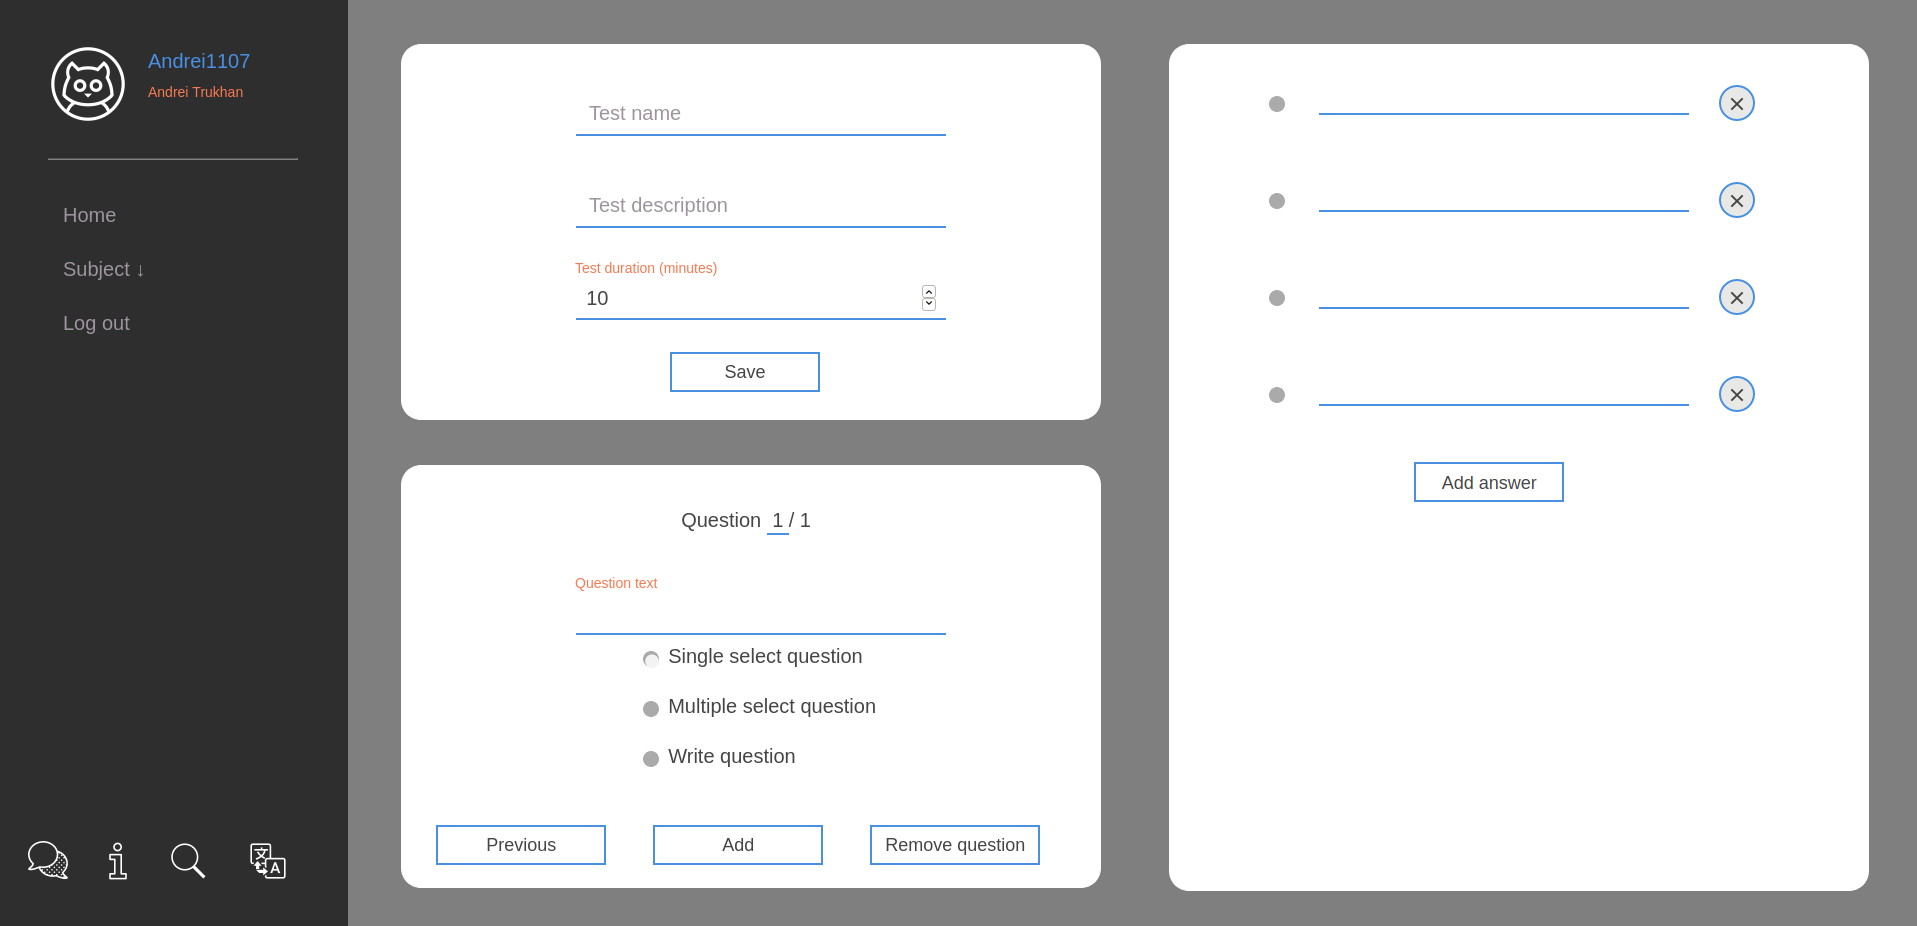 Andrei1107
Andrei Trukhan
Home
Subject ↓
Log out
文
A
Test name
Test description
Test duration (minutes)
10
Save
Question 1 / 1
Question text
Single select question
Multiple select question
Write question
Previous
Add
Remove question
Add answer